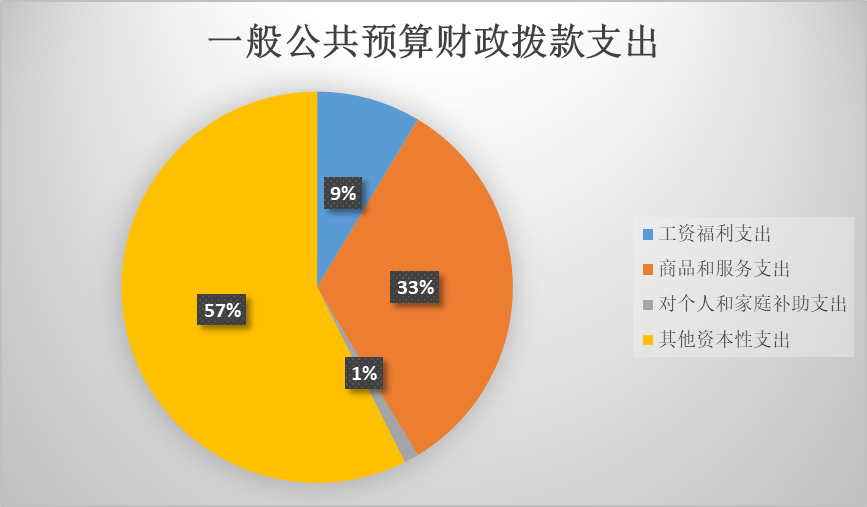 一般公共预算财政拨款支出
9%
33%
57%
1%
工资福利支出
商品和服务支出
对个人和家庭补助支出
其他资本性支出